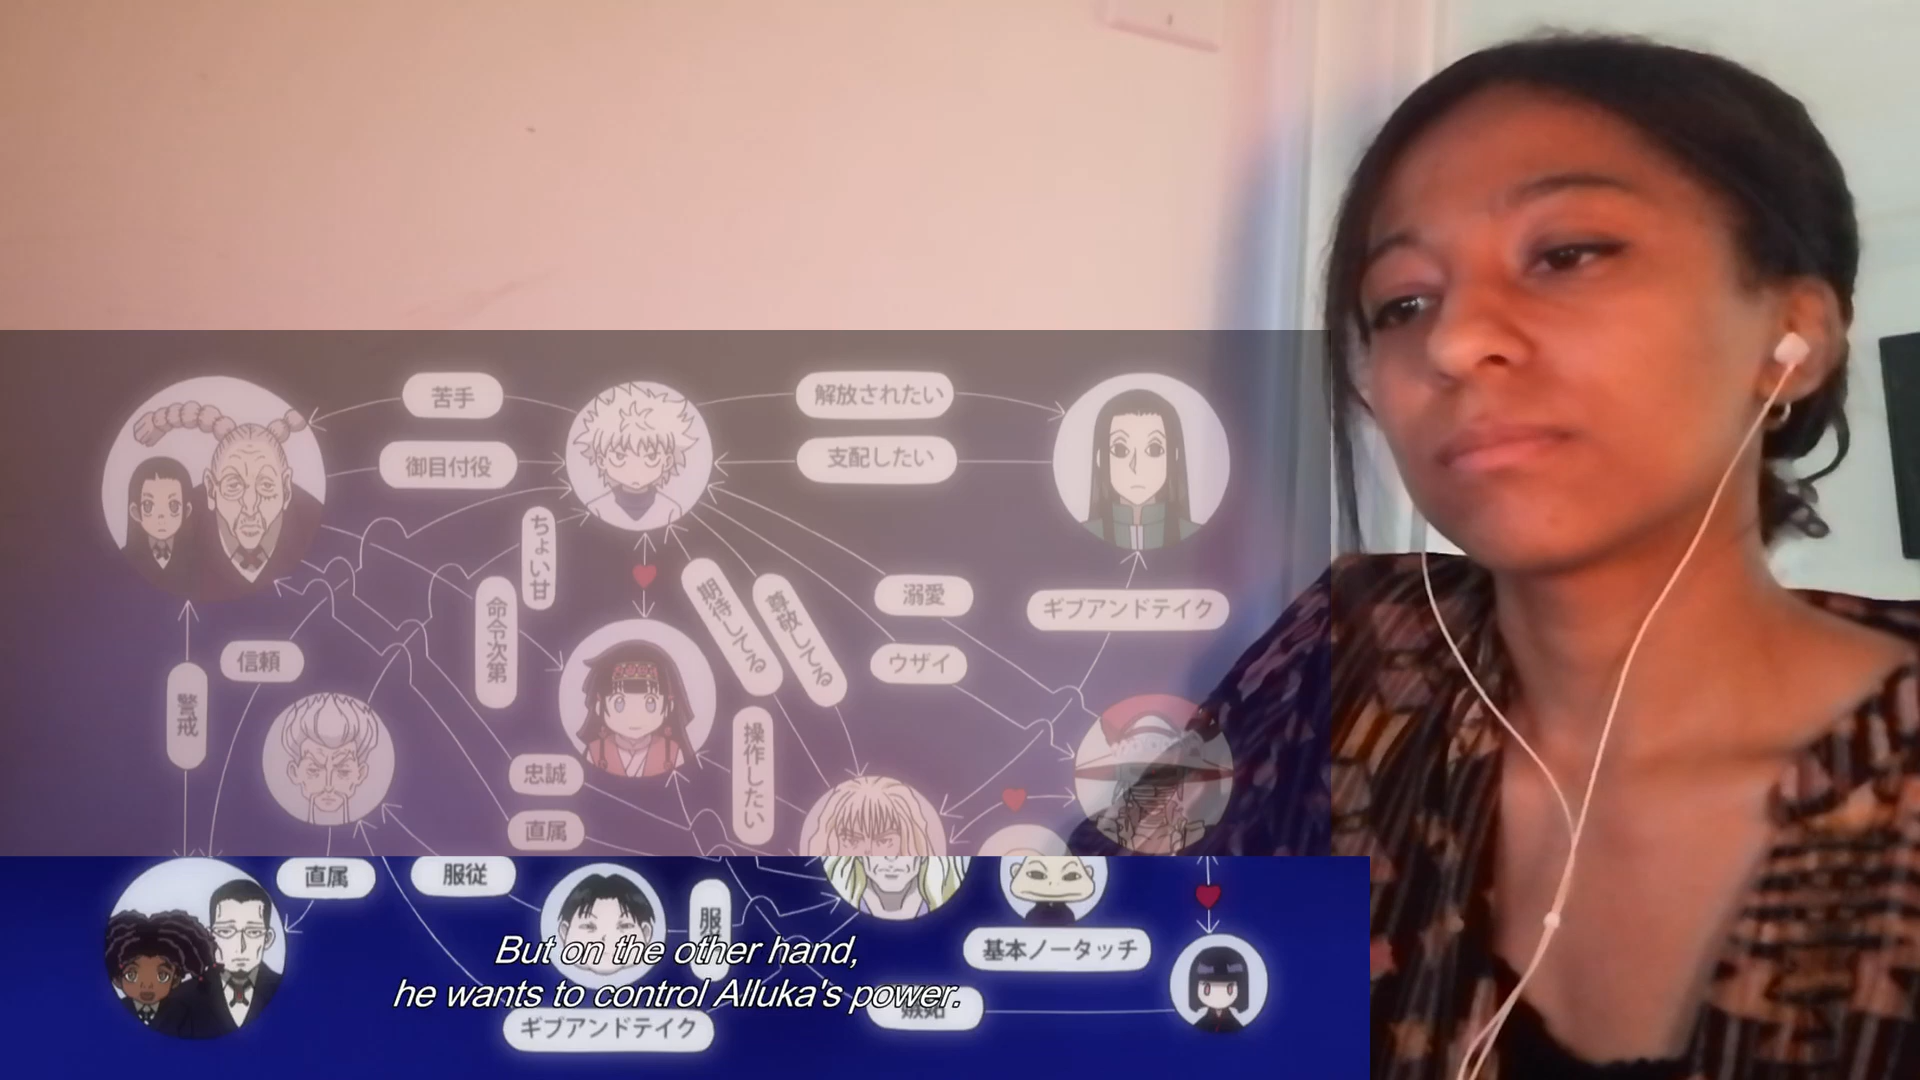 苦手
解放されたい
御目付役
支配したい
ちょい甘
期待してる
尊敬してる
溺愛
命令次第
ギブアンドテイク
信頼
ウザイ
警戒
操作したい
忠誠
直属
直属
服従
基本ノータッチ
But on the other hand,
he wants to control Alluka's power.
ギブアンドテイク